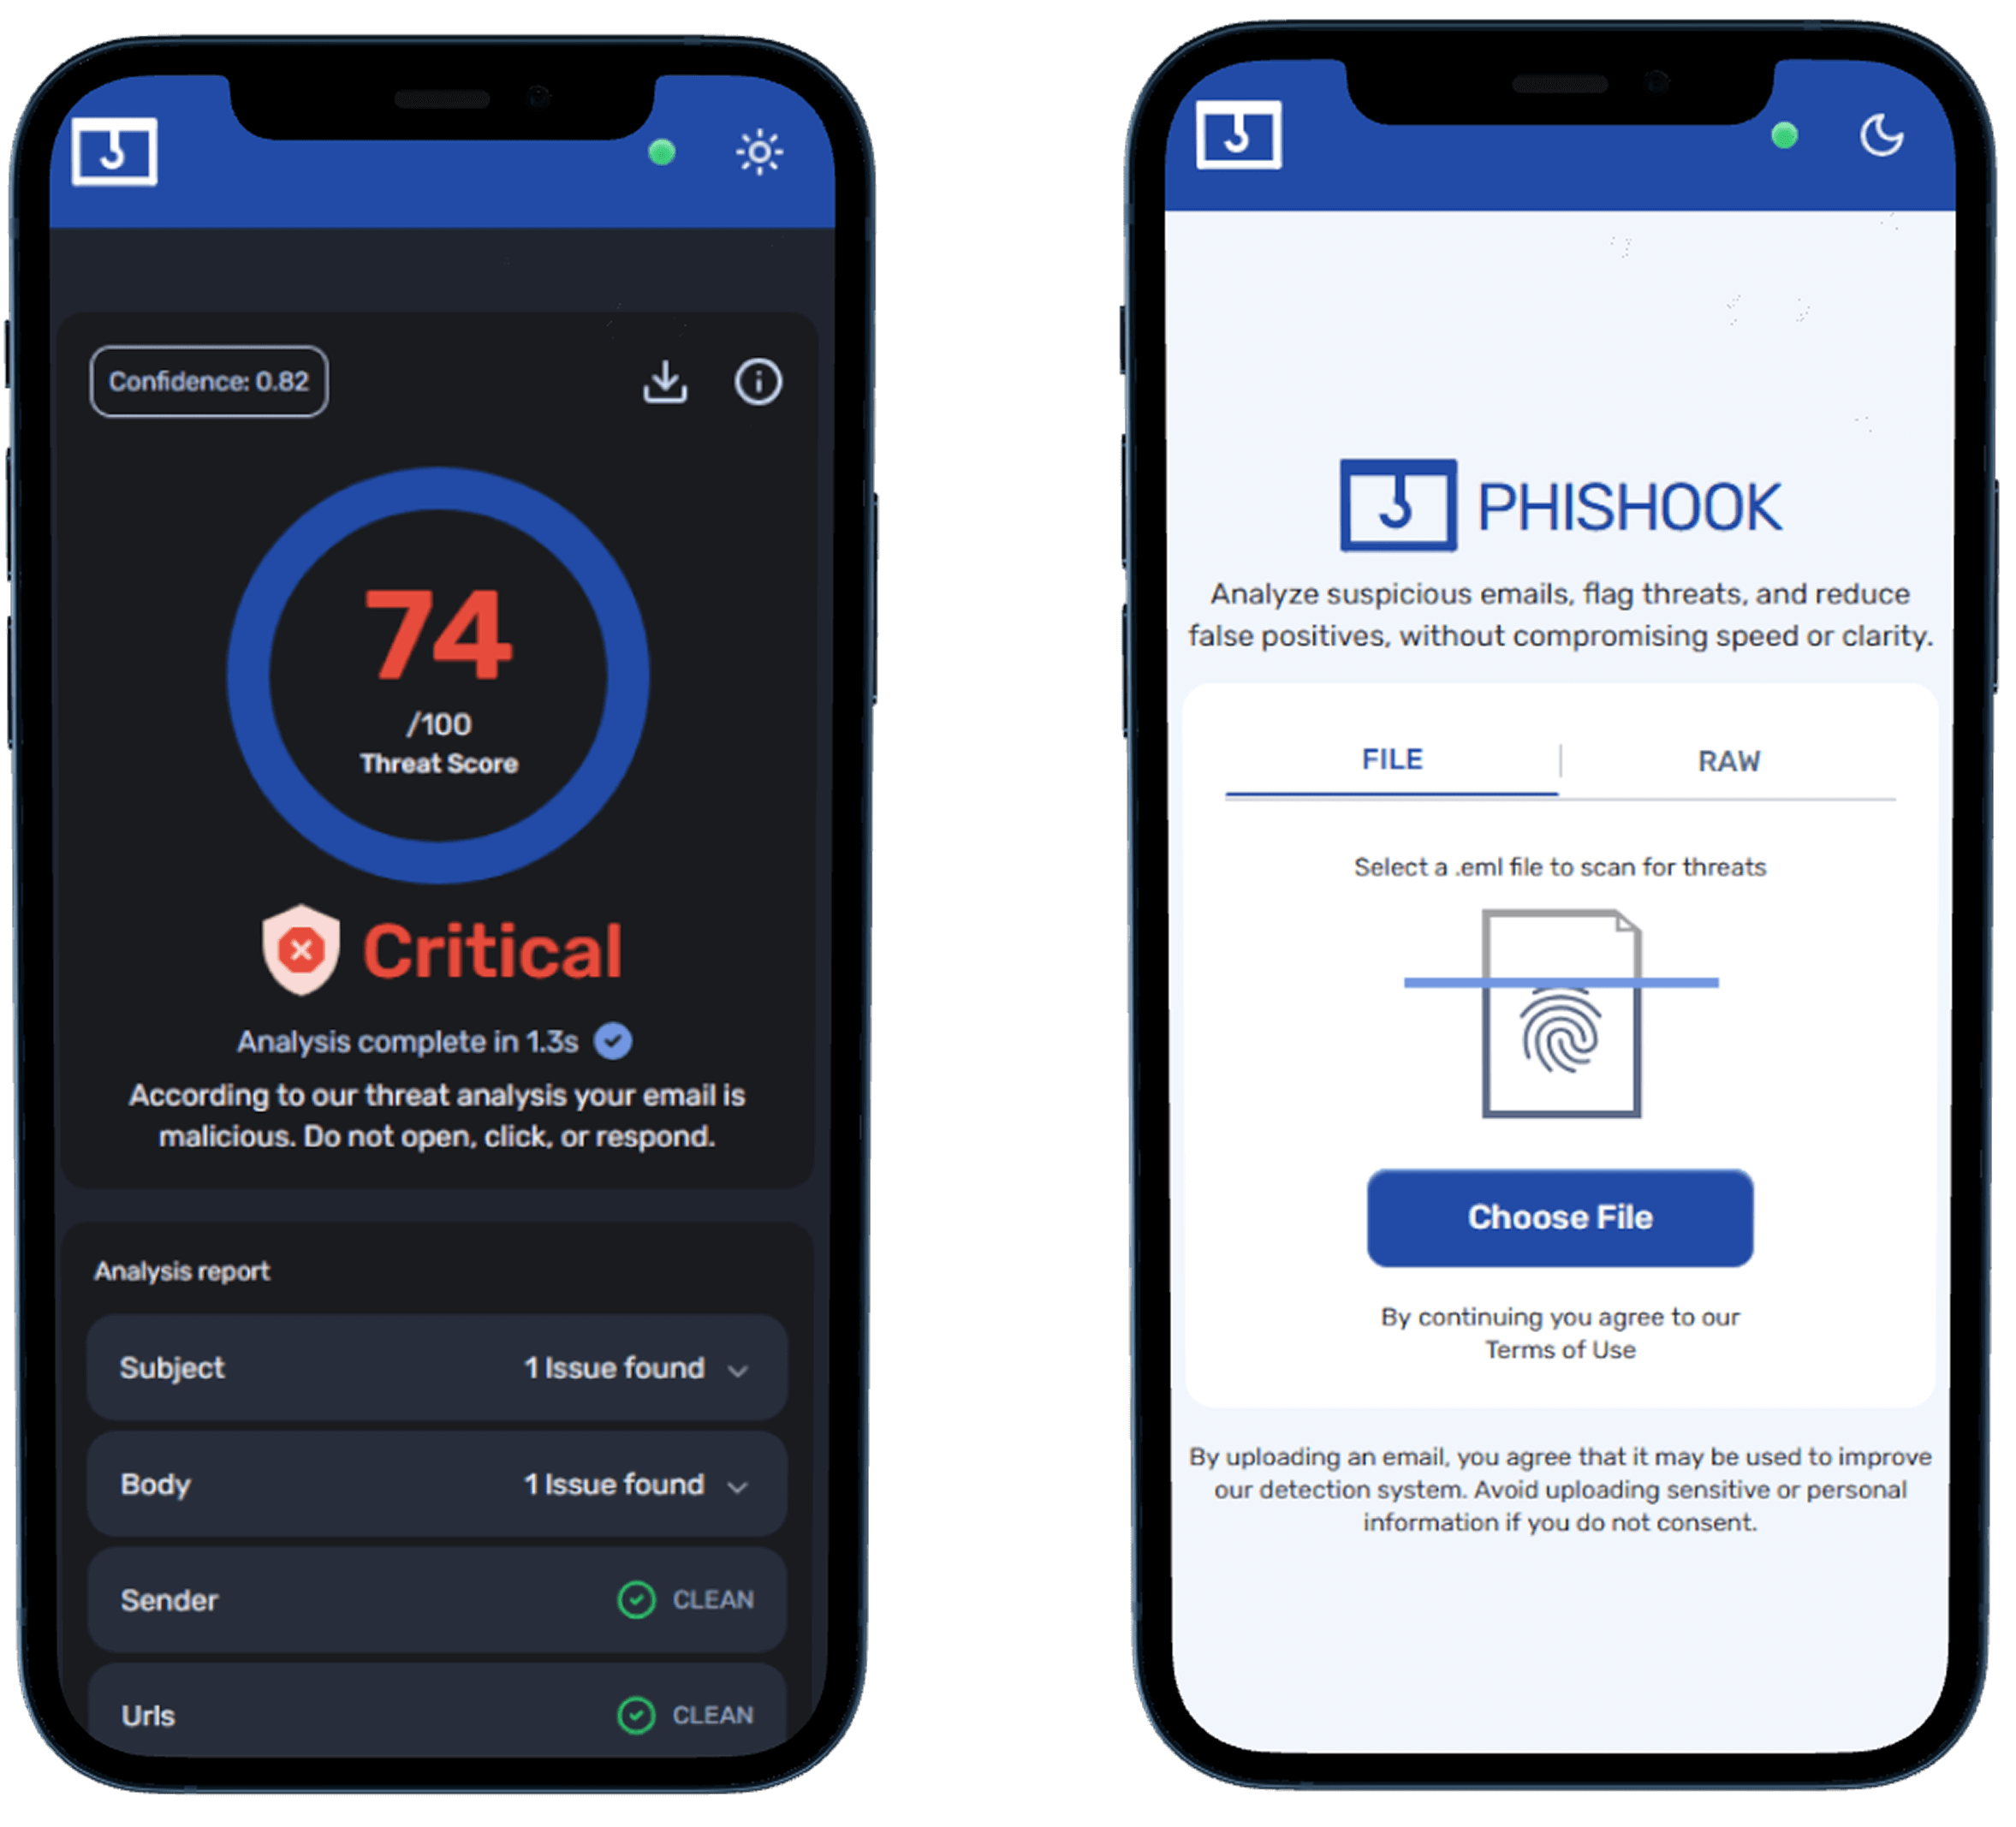 Confidence: 0.82
74
/100
Threat Score
Critical
Analysis complete in 1.3s
According to our threat analysis your email is
malicious. Do not open, click, or respond.
Analysis report
Subject 1 Issue found
Body 1 Issue found
Sender CLEAN
Urls CLEAN
PHISHOOK
Analyze suspicious emails, flag threats, and reduce
false positives, without compromising speed or clarity.
FILE RAW
Select a .eml file to scan for threats
Choose File
By continuing you agree to our
Terms of Use
By uploading an email, you agree that it may be used to improve
our detection system. Avoid uploading sensitive or personal
information if you do not consent.